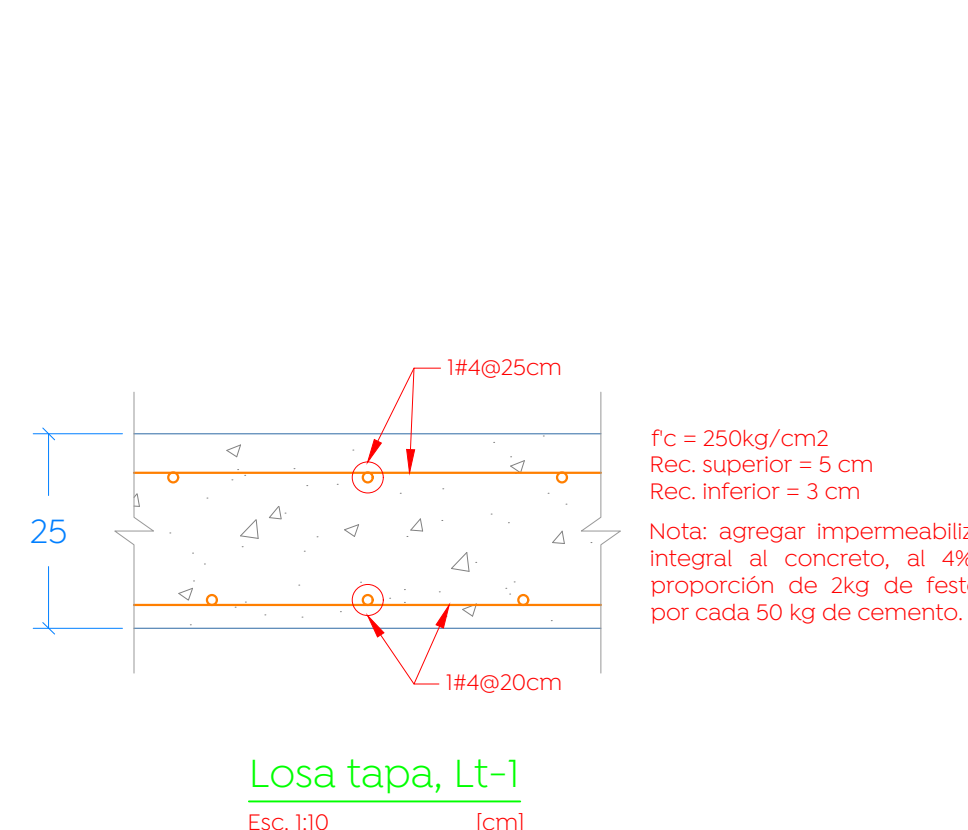 1#4@25cm
f'c = 250kg/cm2
Rec. superior = 5 cm
Rec. inferior = 3 cm
25
Nota: agregar
integral al concreto, al 4%
proporción de 2kg de
por cada 50 kg de cemento.
1#4@20cm
Losa tapa, Lt-1
Esc. 1:10 [cm]